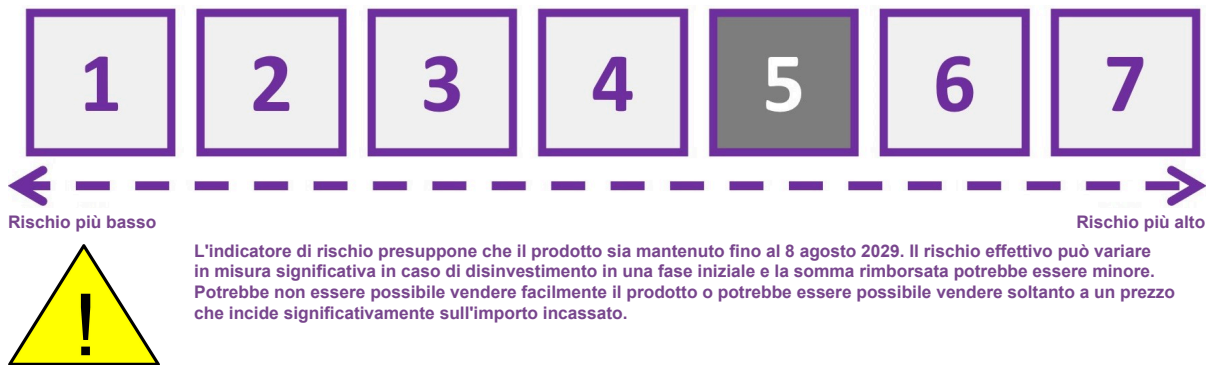 1 2 3 4 5 6 7
Rischio più basso Rischio più alto
!
L'indicatore di rischio presuppone che il prodotto sia mantenuto fino al 8 agosto 2029. Il rischio effettivo può variare
in misura significativa in caso di disinvestimento in una fase iniziale e la somma rimborsata potrebbe essere minore.
Potrebbe non essere possibile vendere facilmente il prodotto o potrebbe essere possibile vendere soltanto a un prezzo
che incide significativamente sull'importo incassato.